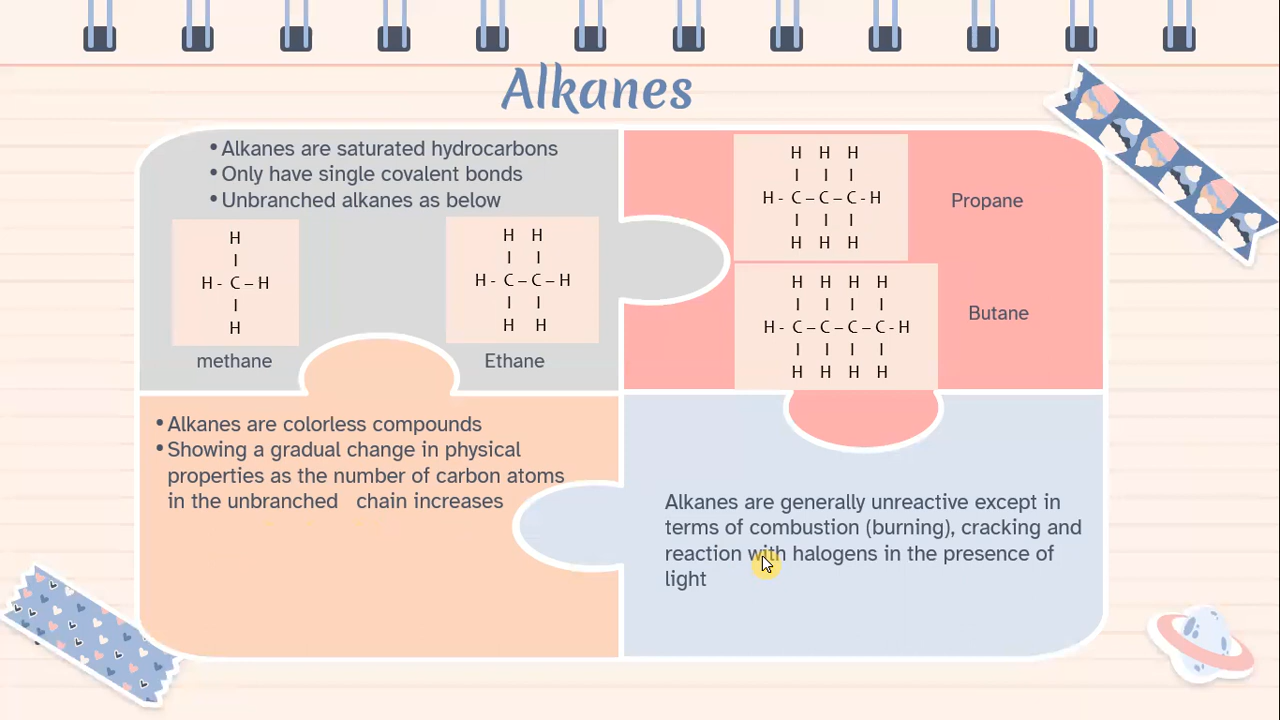 Alkanes
• Alkanes are saturated hydrocarbons
• Only have single covalent bonds
• Unbranched alkanes as below
H
I
H - C – H
I
H
methane
H H
I I
H - C – C – H
I I
H H
Ethane
H H H
I I I
H - C – C – C - H
I I I
H H H
Propane
H H H H
I I I I
H - C – C – C – C - H
I I I I
H H H H
Butane
• Alkanes are colorless compounds
• Showing a gradual change in physical
properties as the number of carbon atoms
in the unbranched chain increases
Alkanes are generally unreactive except in
terms of combustion (burning), cracking and
reaction with halogens in the presence of
light